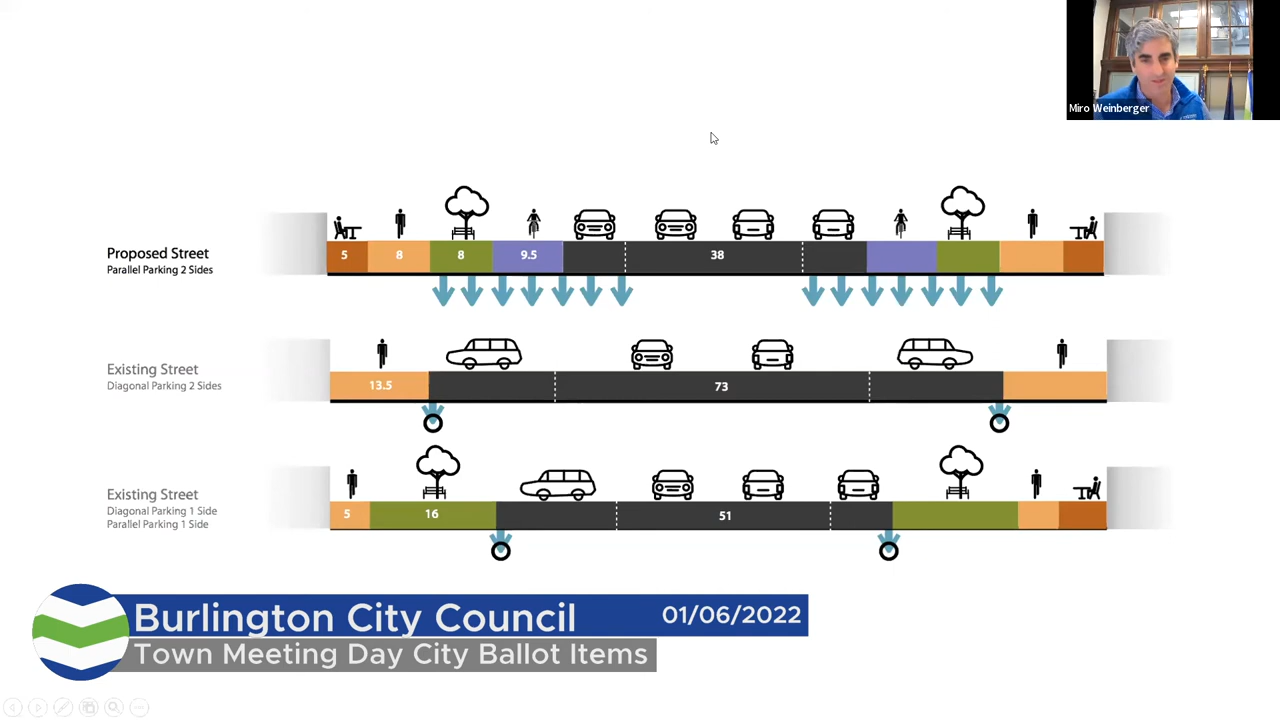 Miro Weinberger
Proposed Street
Parallel Parking 2 Sides
5 8 8 9.5 38
Existing Street
Diagonal Parking 2 Sides
13.5 73
Existing Street
Diagonal Parking 1 Side
Parallel Parking 1 Side
5 16 51
Burlington City Council 01/06/2022
Town Meeting Day City Ballot Items